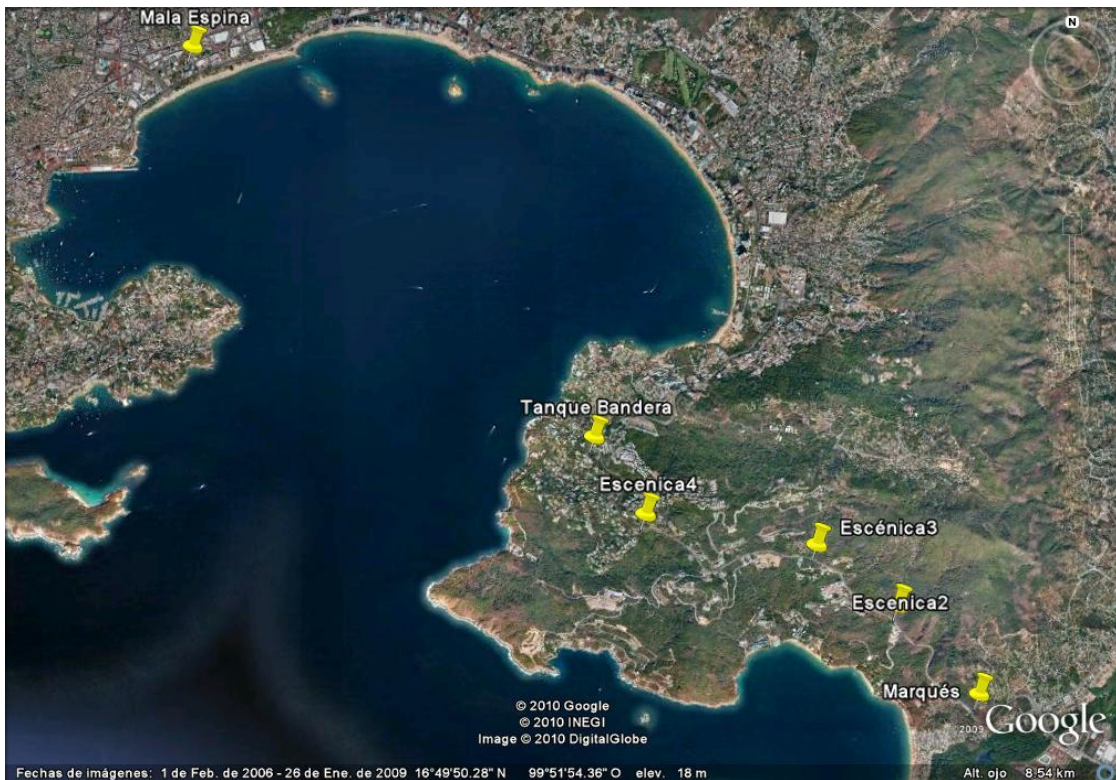 Mala Espina
N
Tanque Bandera
Escenica4
Escénica3
Escenica2
Marqués
© 2010 Google
© 2010 INEGI
Image © 2010 DigitalGlobe
2009 Google
Fechas de imágenes: 1 de Feb. de 2006 - 26 de Ene. de 2009 16°49'50.28" N 99°51'54.36" O elev. 18 m Alt. ojo 8.54 km